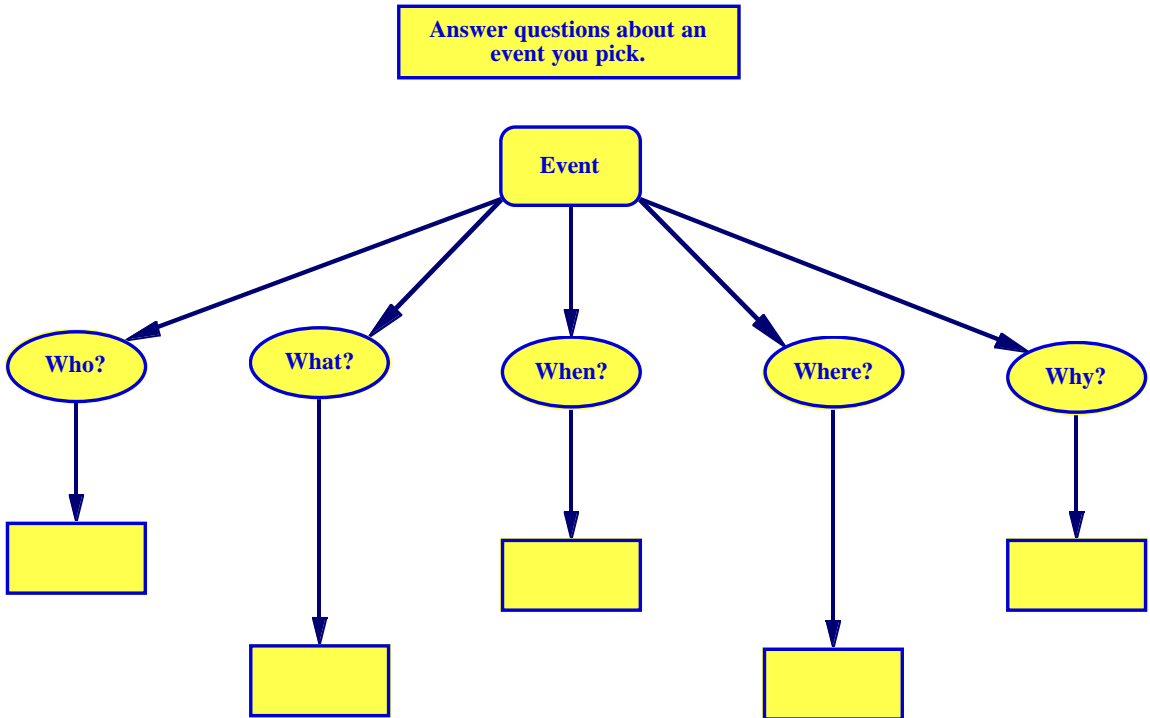 Answer questions about an
event you pick.
Event
Who?
What?
When?
Where?
Why?